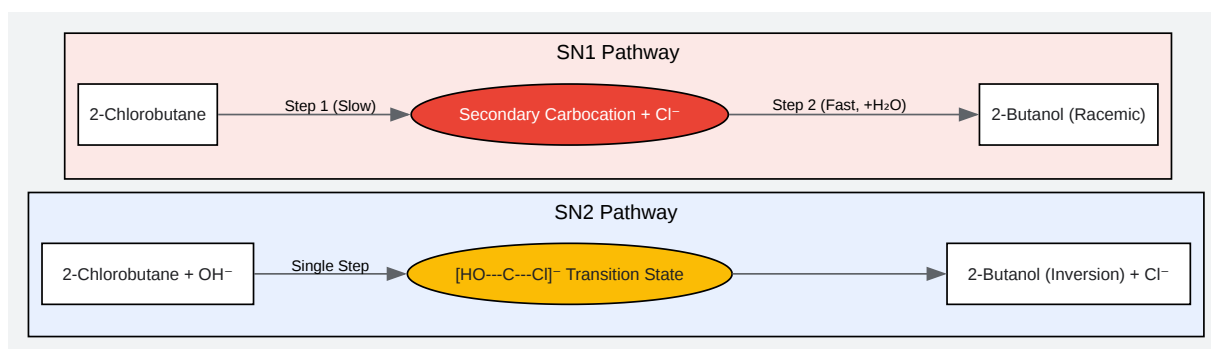 SN1 Pathway
2-Chlorobutane
Step 1 (Slow)
Secondary Carbocation + Cl⁻
Step 2 (Fast, +H₂O)
2-Butanol (Racemic)
SN2 Pathway
2-Chlorobutane + OH⁻
Single Step
[HO---C---Cl]⁻ Transition State
2-Butanol (Inversion) + Cl⁻